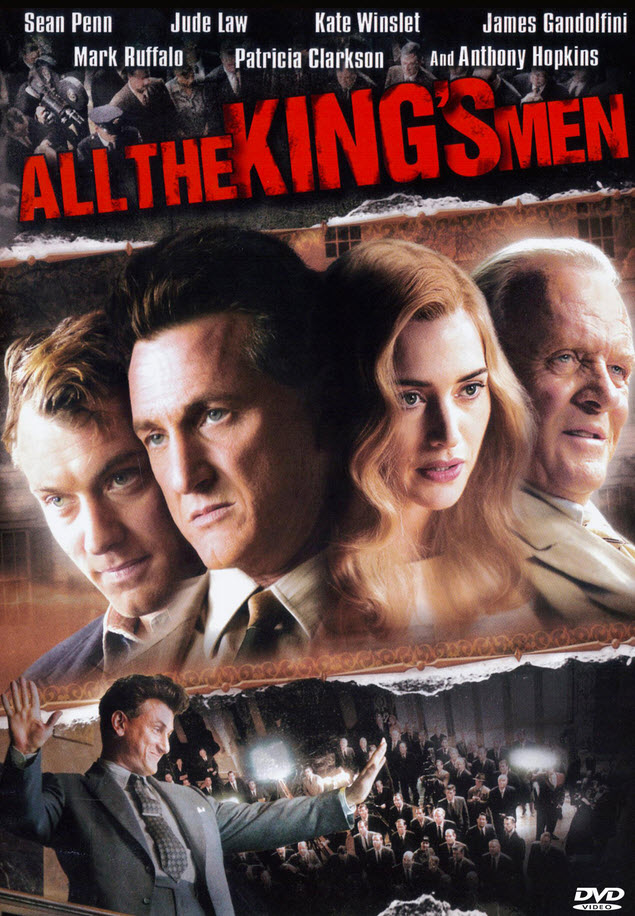 Sean Penn Jude Law Kate Winslet James Gandolfini
Mark Ruffalo Patricia Clarkson And Anthony Hopkins
ALL THE KING'S MEN
DVD
VIDEO